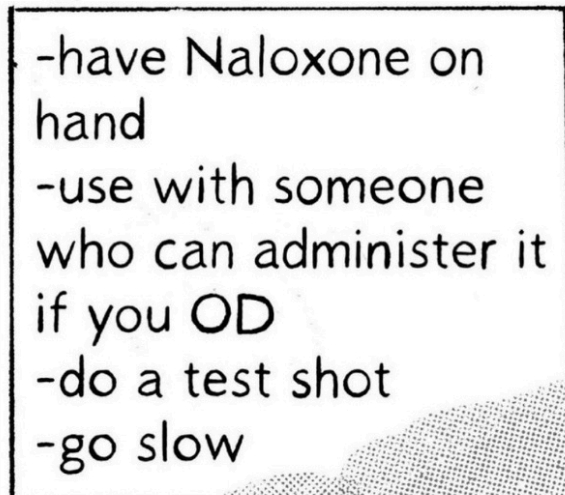 -have Naloxone on
hand
-use with someone
who can administer it
if you OD
-do a test shot
-go slow